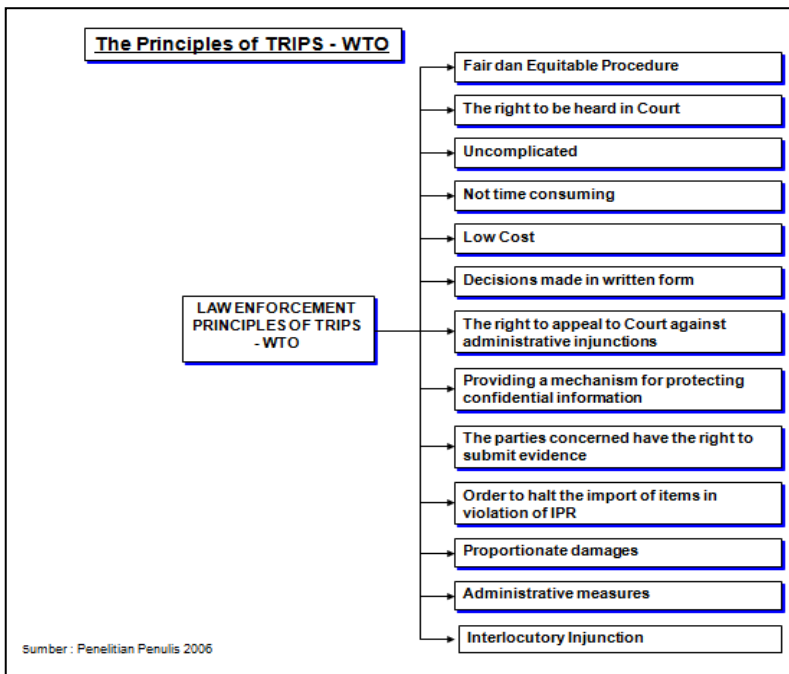 The Principles of TRIPS - WTO
Fair dan Equitable Procedure
The right to be heard in Court
Uncomplicated
Not time consuming
Low Cost
Decisions made in written form
LAW ENFORCEMENT
PRINCIPLES OF TRIPS
- WTO
The right to appeal to Court against
administrative injunctions
Providing a mechanism for protecting
confidential information
The parties concerned have the right to
submit evidence
Order to halt the import of items in
violation of IPR
Proportionate damages
Administrative measures
Interlocutory Injunction
Sumber : Penelitian Penulis 2006